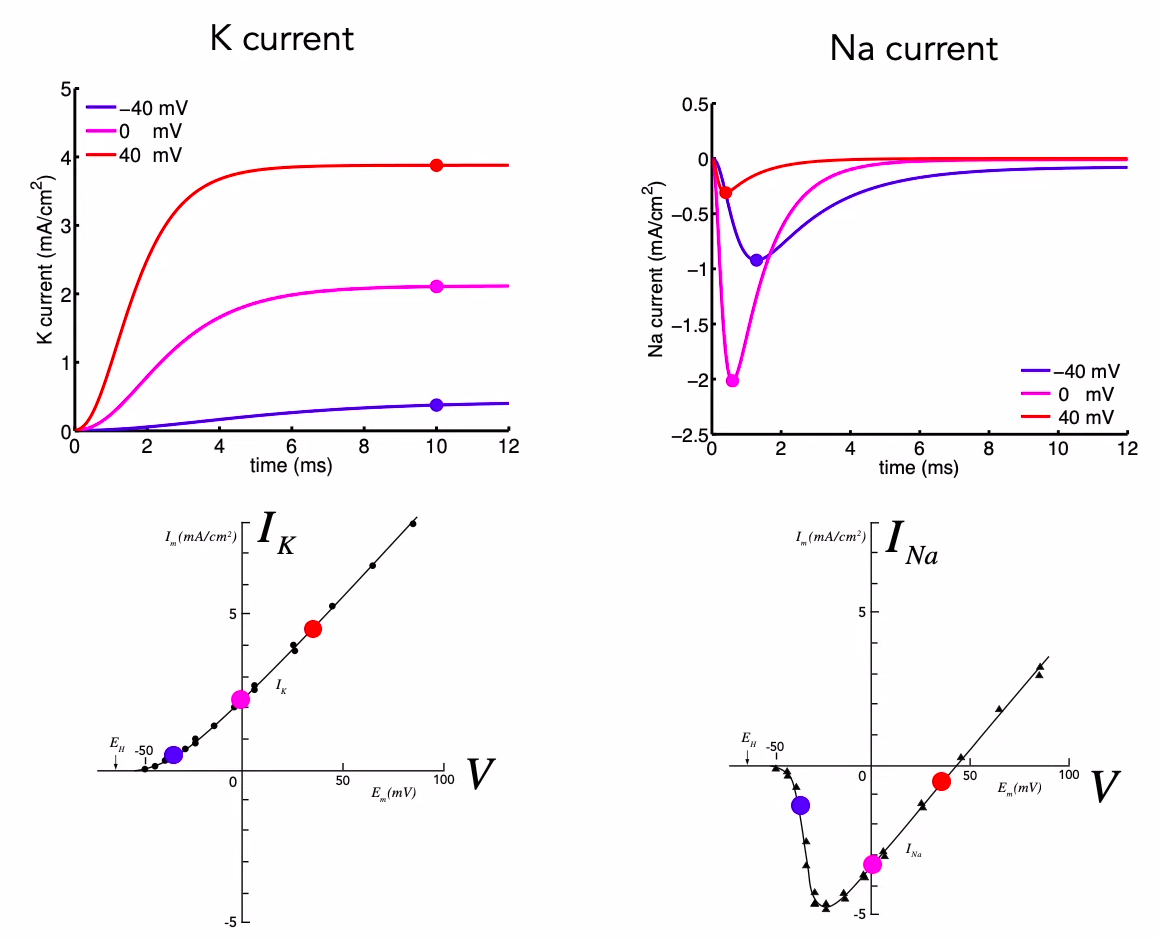 K current
Na current
5
4
3
2
1
0
K current (mA/cm²)
−40 mV
0 mV
40 mV
0 2 4 6 8 10 12
time (ms)
0.5
0
−0.5
−1
−1.5
−2
−2.5
Na current (mA/cm²)
−40 mV
0 mV
40 mV
0 2 4 6 8 10 12
time (ms)
I_m (mA/cm²)
I_K
5
I_K
E_H
-50
0
50
100
V
E_m (mV)
-5
I_m (mA/cm²)
I_Na
5
E_H
-50
0
50
100
V
E_m (mV)
I_Na
-5